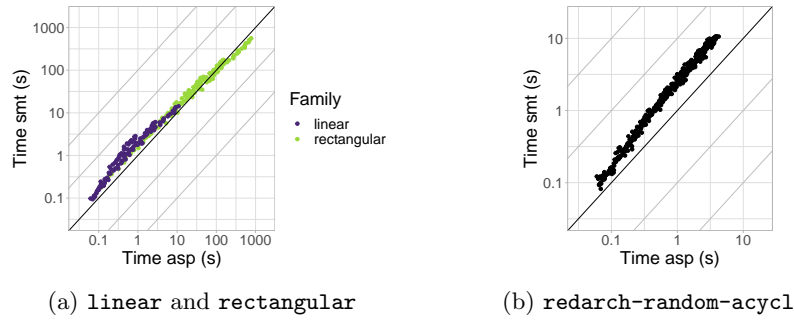 1000
100
10
1
0.1
Time smt (s)
0.1 1 10 100 1000
Time asp (s)
Family
linear
rectangular
(a) linear and rectangular
10
1
0.1
Time smt (s)
0.1 1 10
Time asp (s)
(b) redarch-random-acycl